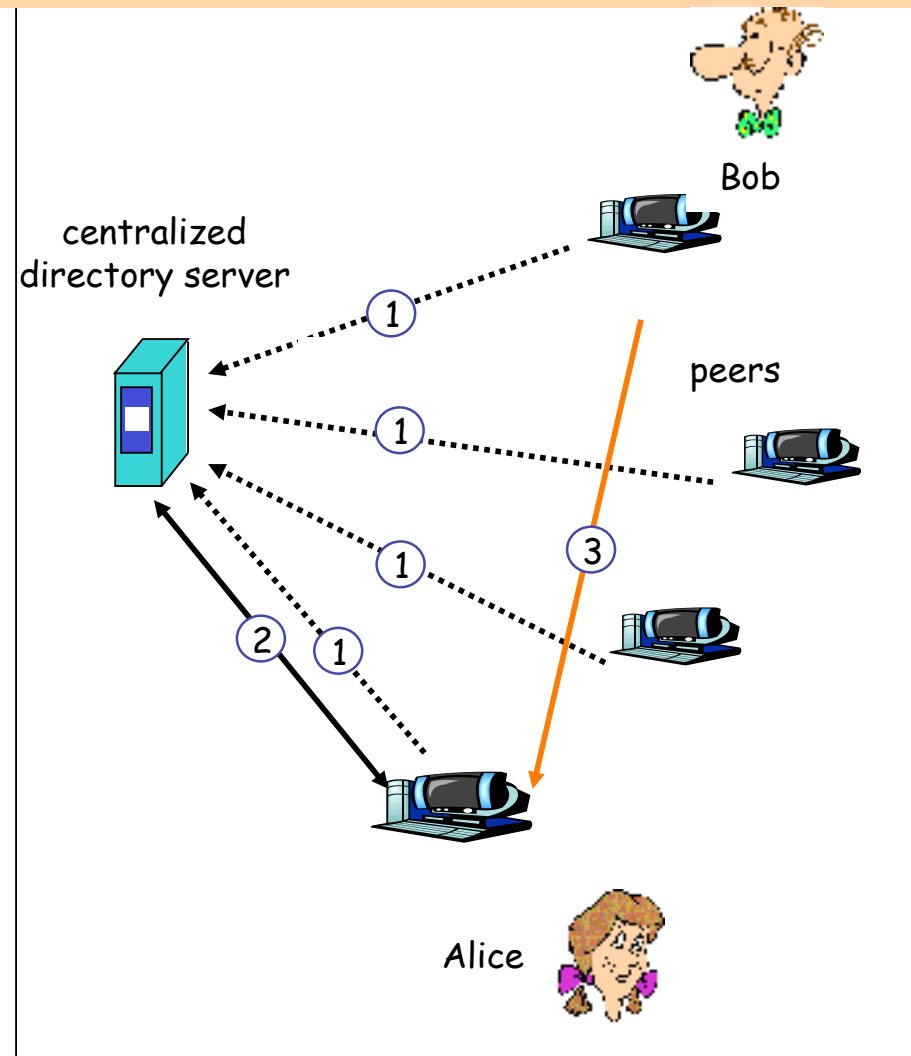 Bob
centralized
directory server
1
peers
1
1
3
2
1
Alice